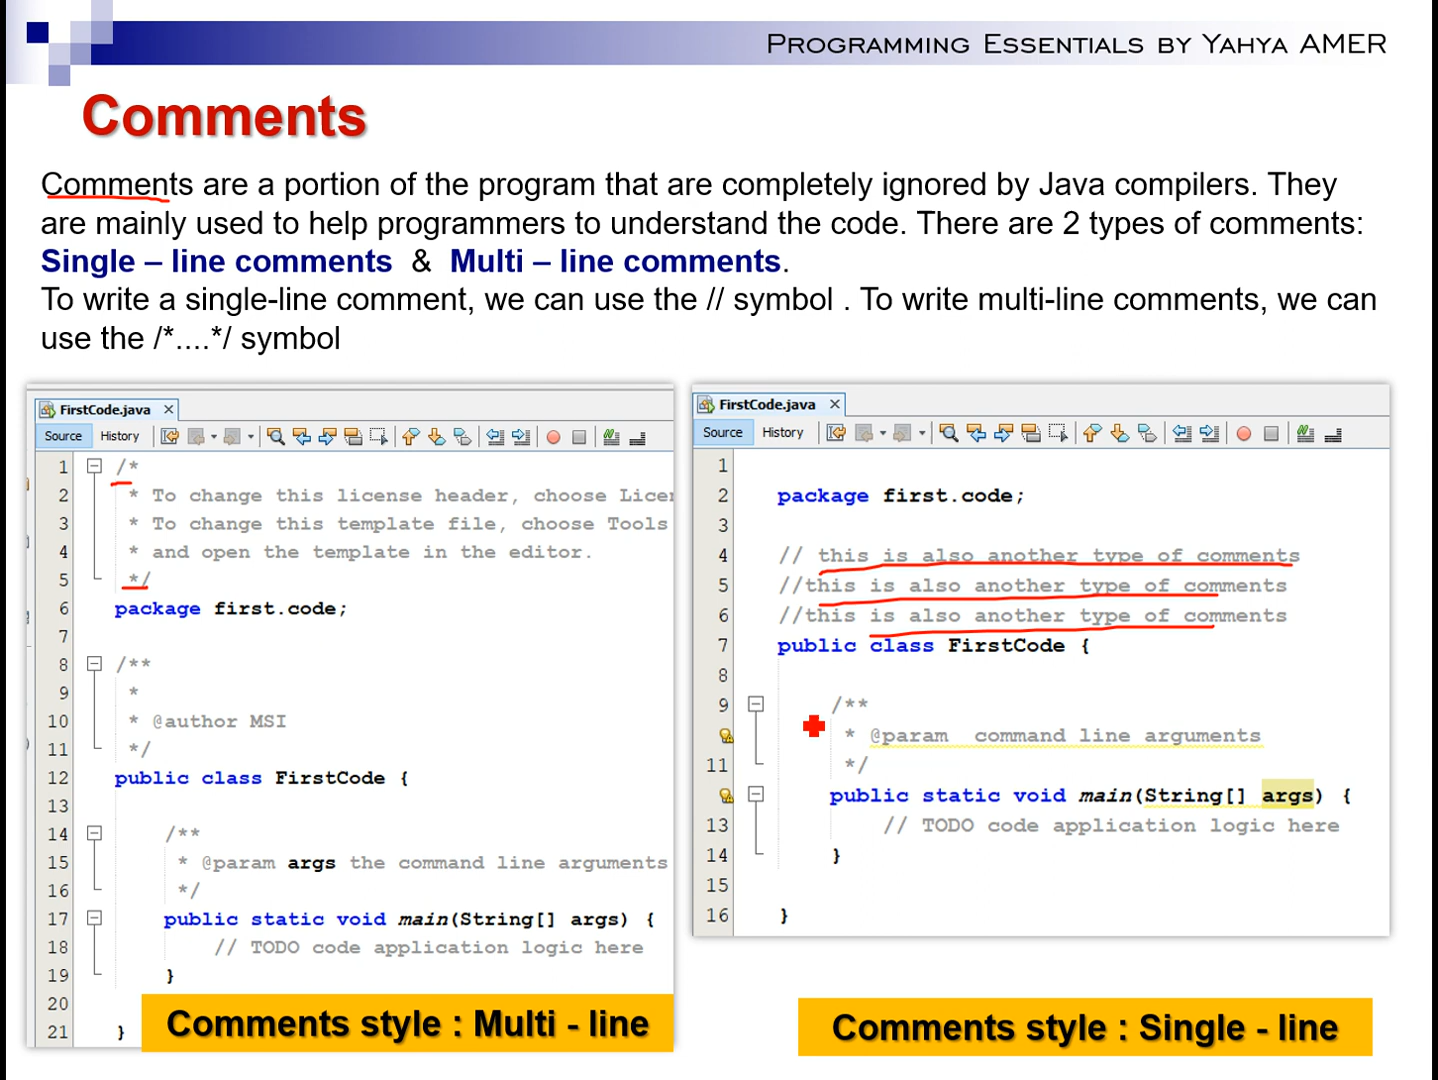 PROGRAMMING ESSENTIALS BY YAHYA AMER
Comments
Comments are a portion of the program that are completely ignored by Java compilers. They
are mainly used to help programmers to understand the code. There are 2 types of comments:
Single – line comments & Multi – line comments.
To write a single-line comment, we can use the // symbol . To write multi-line comments, we can
use the /*....*/ symbol
FirstCode.java
Source History
1 /*
2 * To change this license header, choose Licen
3 * To change this template file, choose Tools
4 * and open the template in the editor.
5 */
6 package first.code;
7
8 /**
9 *
10 * @author MSI
11 */
12 public class FirstCode {
13
14 /**
15 * @param args the command line arguments
16 */
17 public static void main(String[] args) {
18 // TODO code application logic here
19 }
20
21 }
Comments style : Multi - line
FirstCode.java
Source History
1
2 package first.code;
3
4 // this is also another type of comments
5 //this is also another type of comments
6 //this is also another type of comments
7 public class FirstCode {
8
9 /**
* @param command line arguments
11 */
public static void main(String[] args) {
13 // TODO code application logic here
14 }
15
16 }
Comments style : Single - line